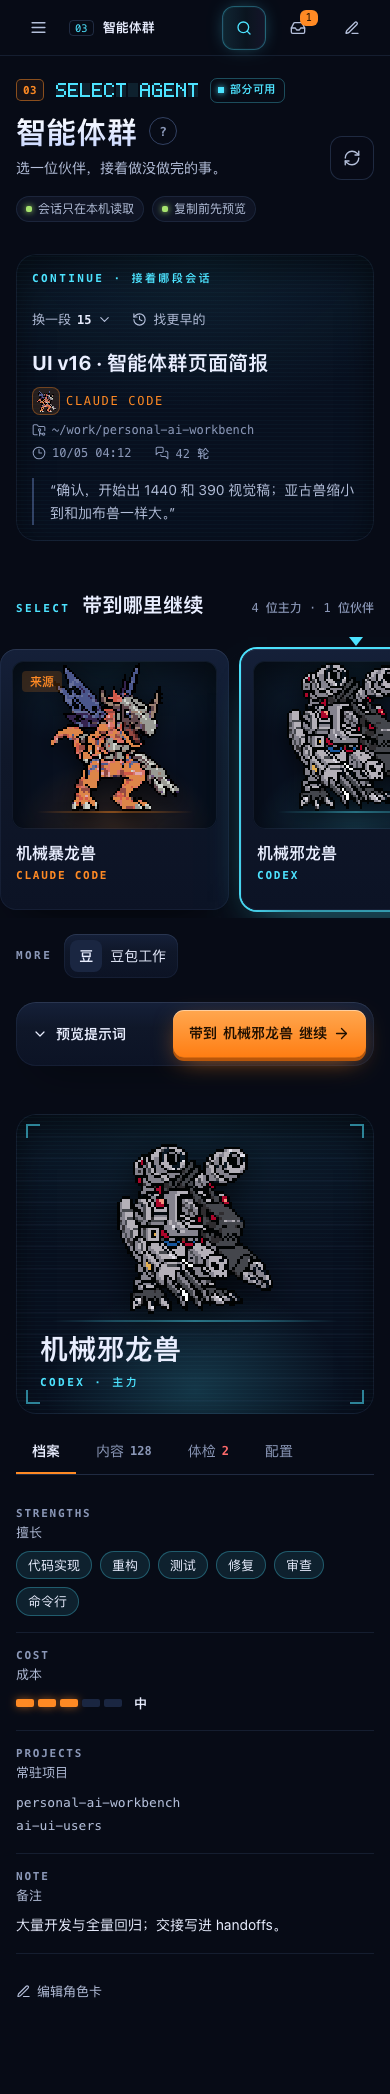 03 智能体群
1
03 SELECT AGENT 部分可用
智能体群 ?
选一位伙伴，接着做没做完的事。
会话只在本机读取 复制前先预览
CONTINUE · 接着哪段会话
换一段 15 找更早的
UI v16 · 智能体群页面简报
CLAUDE CODE
~/work/personal-ai-workbench
10/05 04:12 42 轮
“确认，开始出 1440 和 390 视觉稿；亚古兽缩小
到和加布兽一样大。”
SELECT 带到哪里继续 4 位主力 · 1 位伙伴
来源
机械暴龙兽 机械邪龙兽
CLAUDE CODE CODEX
MORE 豆 豆包工作
预览提示词 带到 机械邪龙兽 继续
机械邪龙兽
CODEX · 主力
档案 内容 128 体检 2 配置
STRENGTHS
擅长
代码实现 重构 测试 修复 审查
命令行
COST
成本
中
PROJECTS
常驻项目
personal-ai-workbench
ai-ui-users
NOTE
备注
大量开发与全量回归；交接写进 handoffs。
编辑角色卡